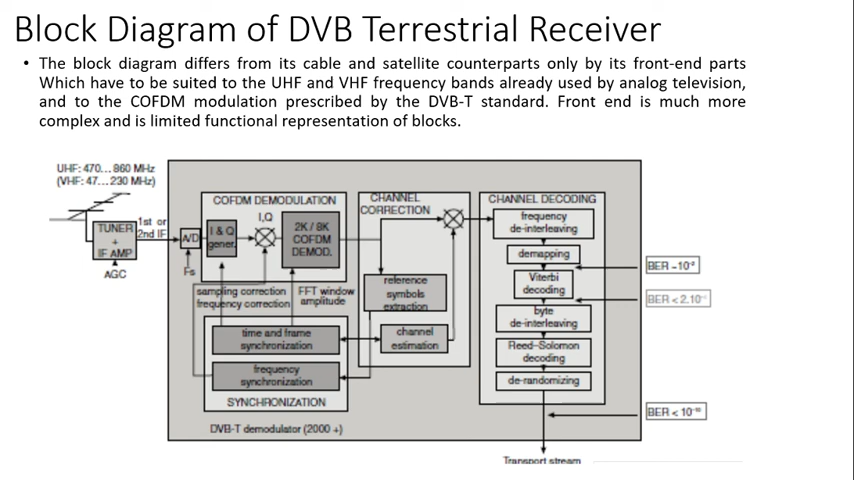 Block Diagram of DVB Terrestrial Receiver
• The block diagram differs from its cable and satellite counterparts only by its front-end parts
Which have to be suited to the UHF and VHF frequency bands already used by analog television,
and to the COFDM modulation prescribed by the DVB-T standard. Front end is much more
complex and is limited functional representation of blocks.
UHF: 470...860 MHz
(VHF: 47...230 MHz)
TUNER
+
IF AMP
AGC
1st or
2nd IF
A/D
Fs
COFDM DEMODULATION
I & Q
gener.
I,Q
2K / 8K
COFDM
DEMOD.
sampling correction
frequency correction
FFT window
amplitude
time and frame
synchronization
frequency
synchronization
SYNCHRONIZATION
DVB-T demodulator (2000 +)
CHANNEL
CORRECTION
reference
symbols
extraction
channel
estimation
CHANNEL DECODING
frequency
de-interleaving
demapping
Viterbi
decoding
byte
de-interleaving
Reed–Solomon
decoding
de-randomizing
Transport stream
BER
BER < 2.10
BER <